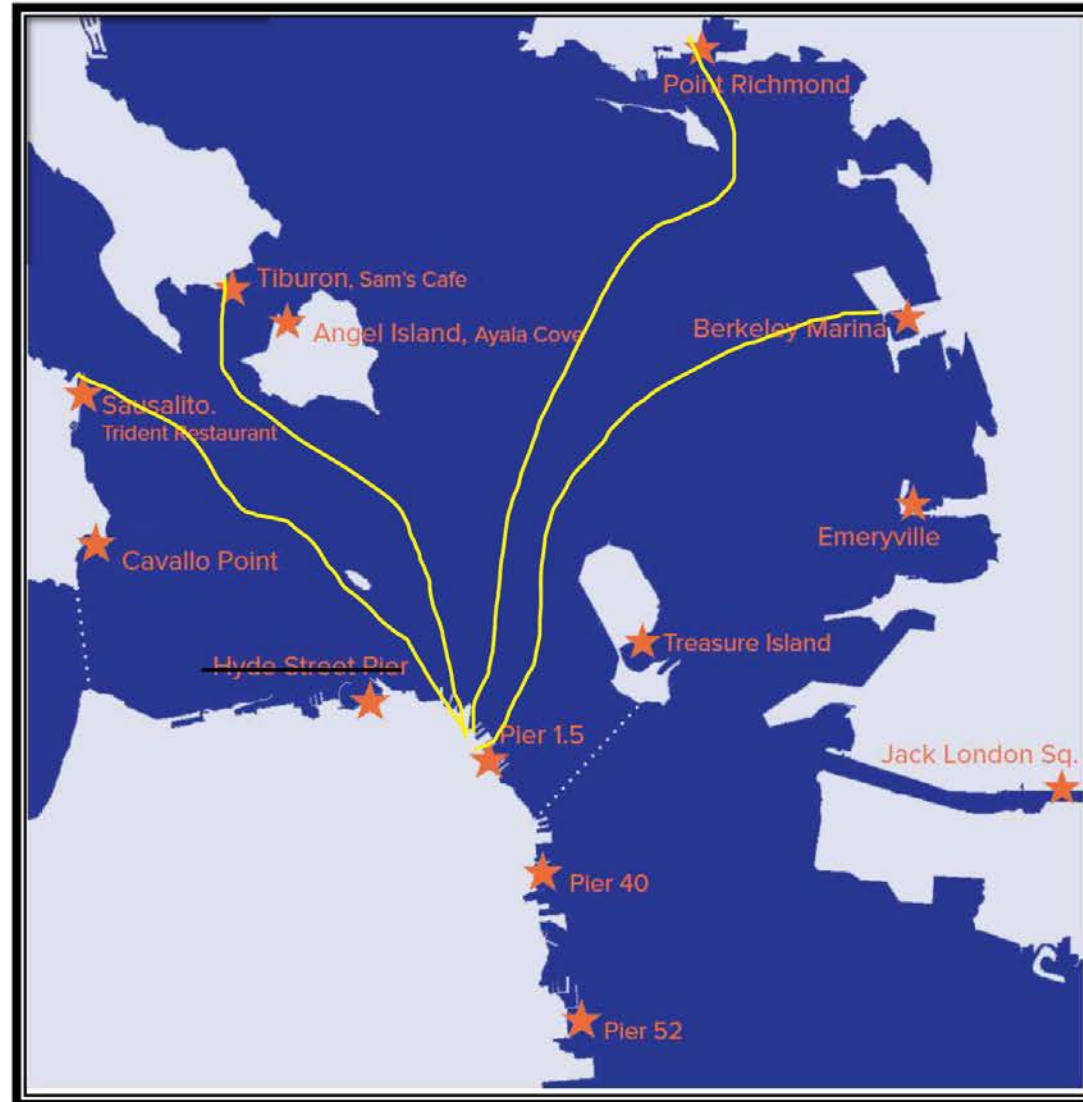 Point Richmond
Tiburon, Sam's Cafe
Angel Island, Ayala Cove
Berkeley Marina
Sausalito.
Trident Restaurant
Emeryville
Cavallo Point
Treasure Island
Hyde Street Pier
Pier 1.5
Jack London Sq.
Pier 40
Pier 52